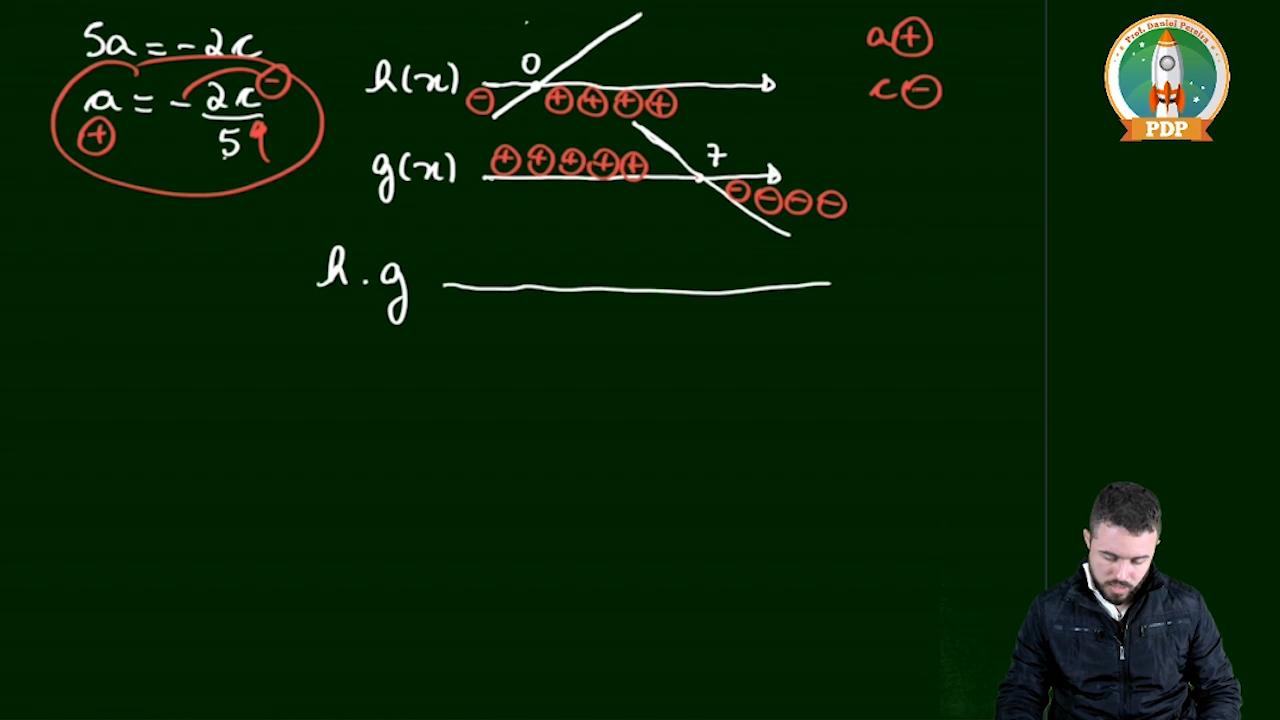 5a = -2c
a = - 2c/5
h(x) 0
g(x) 7
h . g
a +
c -
Prof. Daniel Pereira
PDP